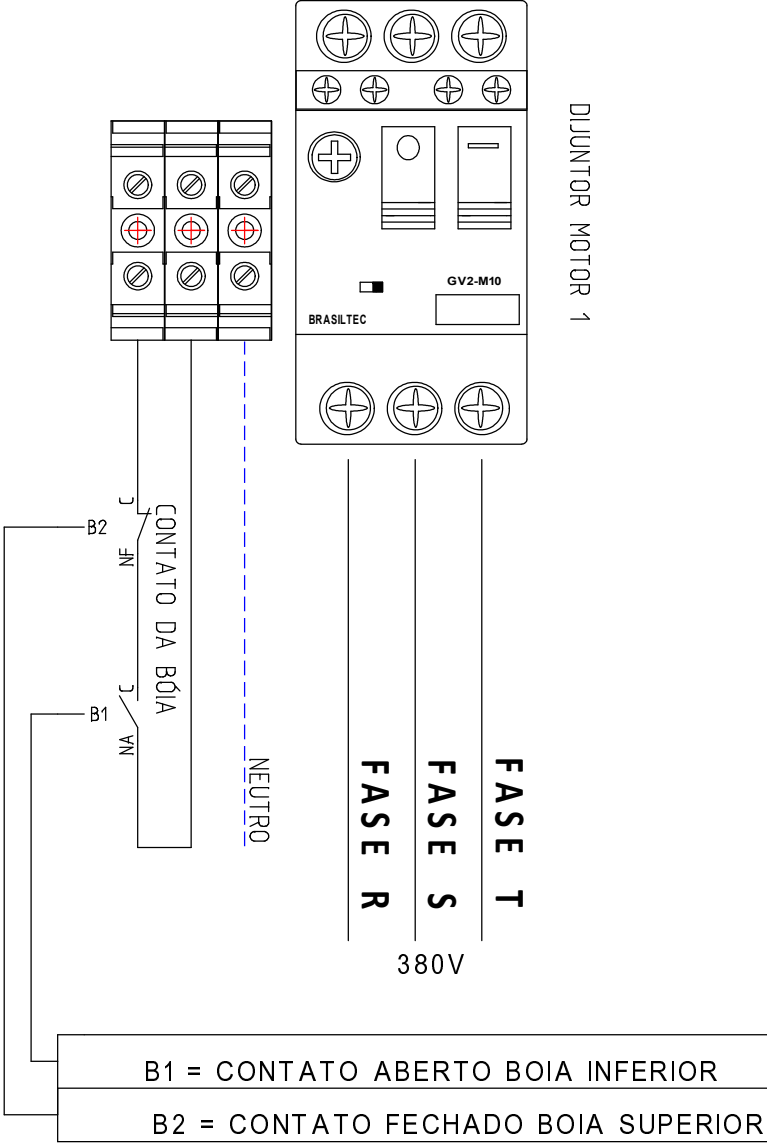 DIJUNTOR MOTOR 1
GV2-M10
BRASILTEC
C
B2
NF
CONTATO DA BÓIA
C
B1
NA
NEUTRO
FASE R
FASE S
FASE T
380V
B1 = CONTATO ABERTO BOIA INFERIOR
B2 = CONTATO FECHADO BOIA SUPERIOR